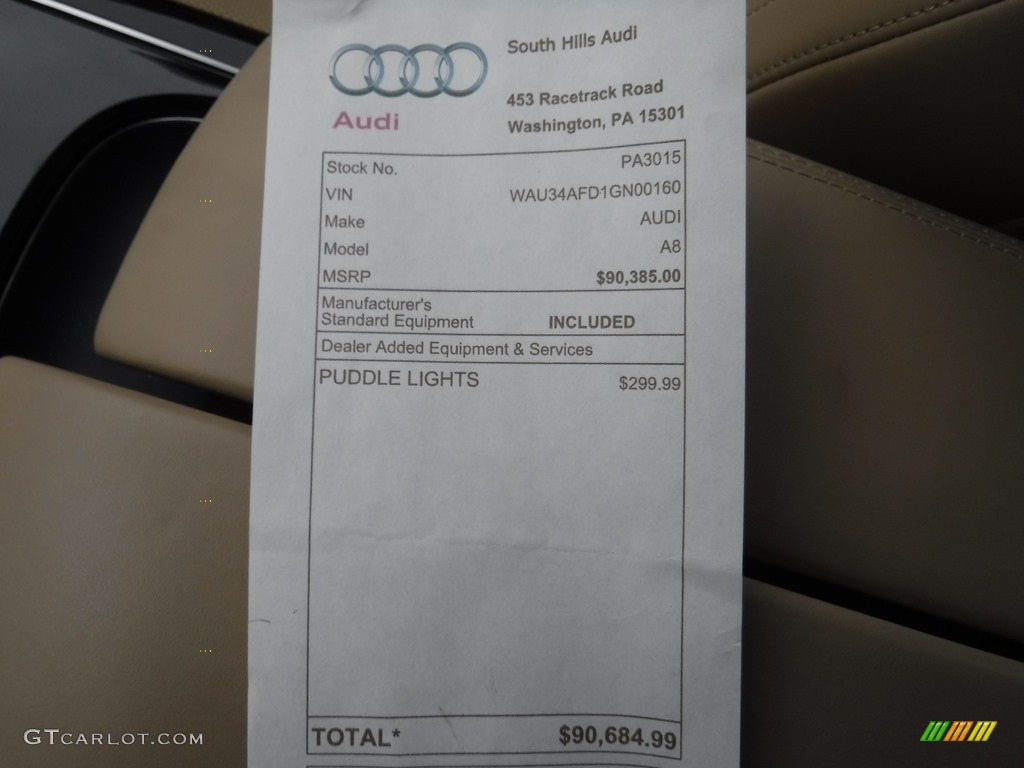 South Hills Audi
453 Racetrack Road
Audi
Washington, PA 15301
Stock No. PA3015
VIN WAU34AFD1GN00160
Make AUDI
Model A8
MSRP $90,385.00
Manufacturer's
Standard Equipment INCLUDED
Dealer Added Equipment & Services
PUDDLE LIGHTS $299.99
TOTAL* $90,684.99
GTCARLOT.COM